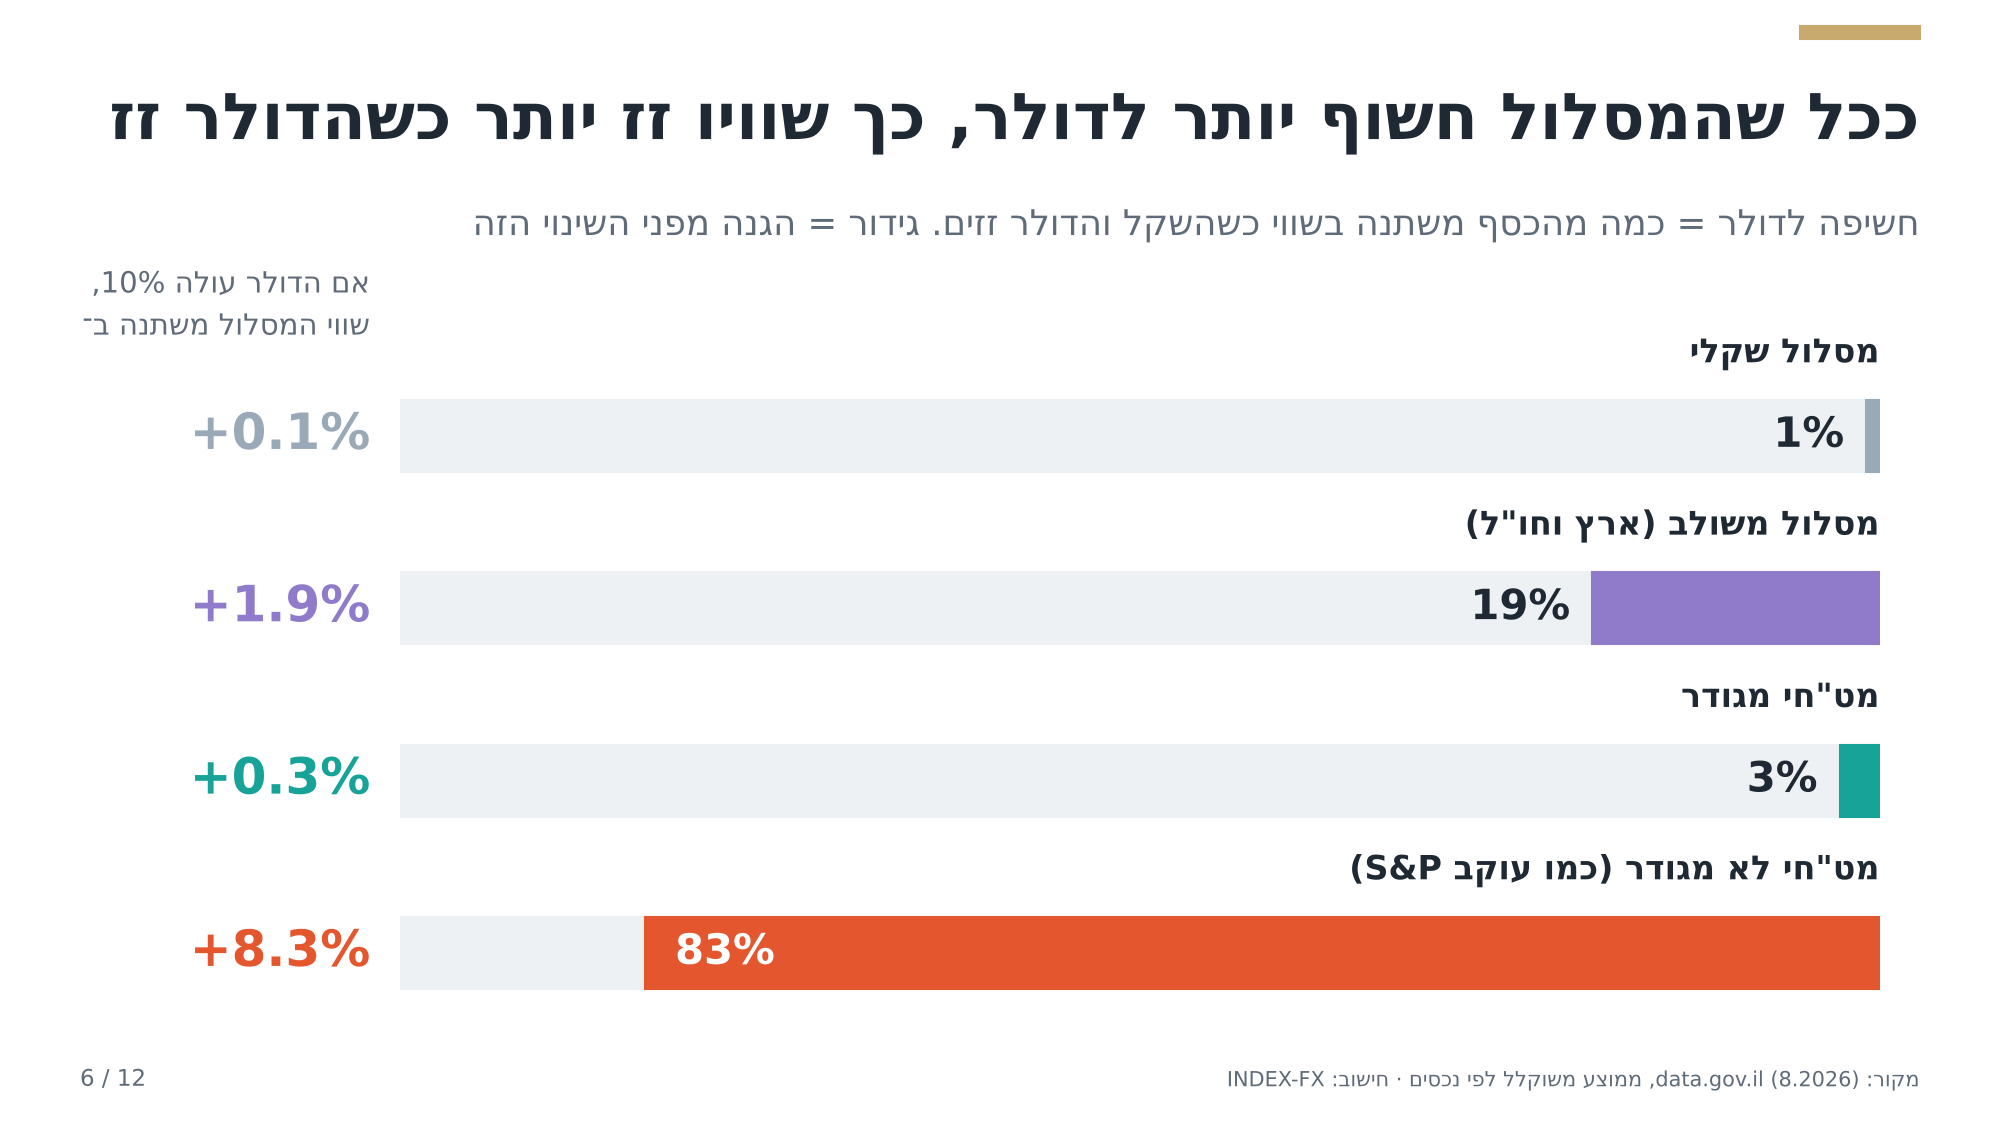 ככל שהמסלול חשוף יותר לדולר, כך שוויו זז יותר כשהדולר זז
חשיפה לדולר = כמה מהכסף משתנה בשווי כשהשקל והדולר זזים. גידור = הגנה מפני השינוי הזה
אם הדולר עולה 10%,
שווי המסלול משתנה ב־
מסלול שקלי
1%
+0.1%
מסלול משולב (ארץ וחו"ל)
19%
+1.9%
מט"חי מגודר
3%
+0.3%
מט"חי לא מגודר (כמו עוקב S&P)
83%
+8.3%
מקור: data.gov.il (8.2026), ממוצע משוקלל לפי נכסים · חישוב: INDEX-FX
6 / 12